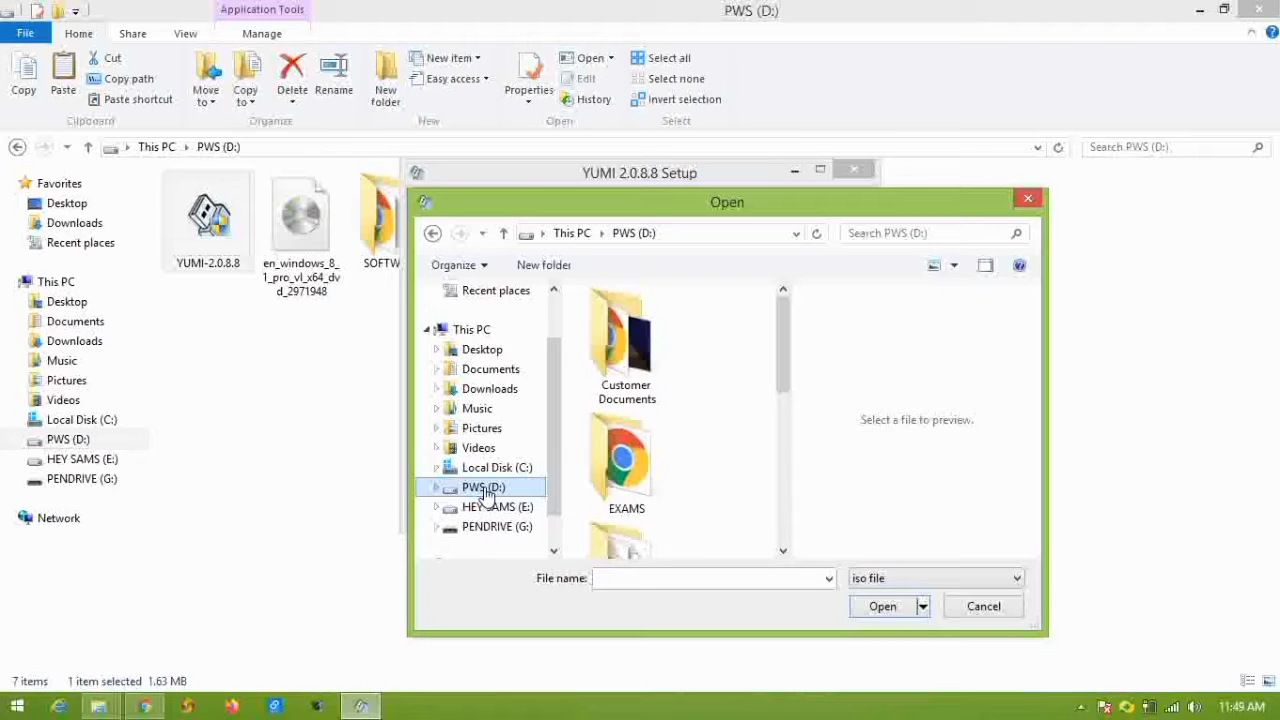 Application Tools
PWS (D:)
File
Home
Share
View
Manage
Copy
Paste
Cut
Copy path
Paste shortcut
Clipboard
Move to
Copy to
Delete
Rename
Organize
New folder
New item
Easy access
New
Properties
Open
Edit
History
Open
Select all
Select none
Invert selection
Select
This PC
PWS (D:)
Search PWS (D:)
Favorites
Desktop
Downloads
Recent places
This PC
Desktop
Documents
Downloads
Music
Pictures
Videos
Local Disk (C:)
PWS (D:)
HEY SAMS (E:)
PENDRIVE (G:)
Network
YUMI-2.0.8.8
en_windows_8_
1_pro_vl_x64_dv
d_2971948
SOFTW
YUMI 2.0.8.8 Setup
Open
This PC
PWS (D:)
Search PWS (D:)
Organize
New folder
Recent places
This PC
Desktop
Documents
Downloads
Music
Pictures
Videos
Local Disk (C:)
PWS (D:)
HEY SAMS (E:)
PENDRIVE (G:)
Customer
Documents
EXAMS
Select a file to preview.
File name:
iso file
Open
Cancel
7 items
1 item selected 1.63 MB
11:49 AM